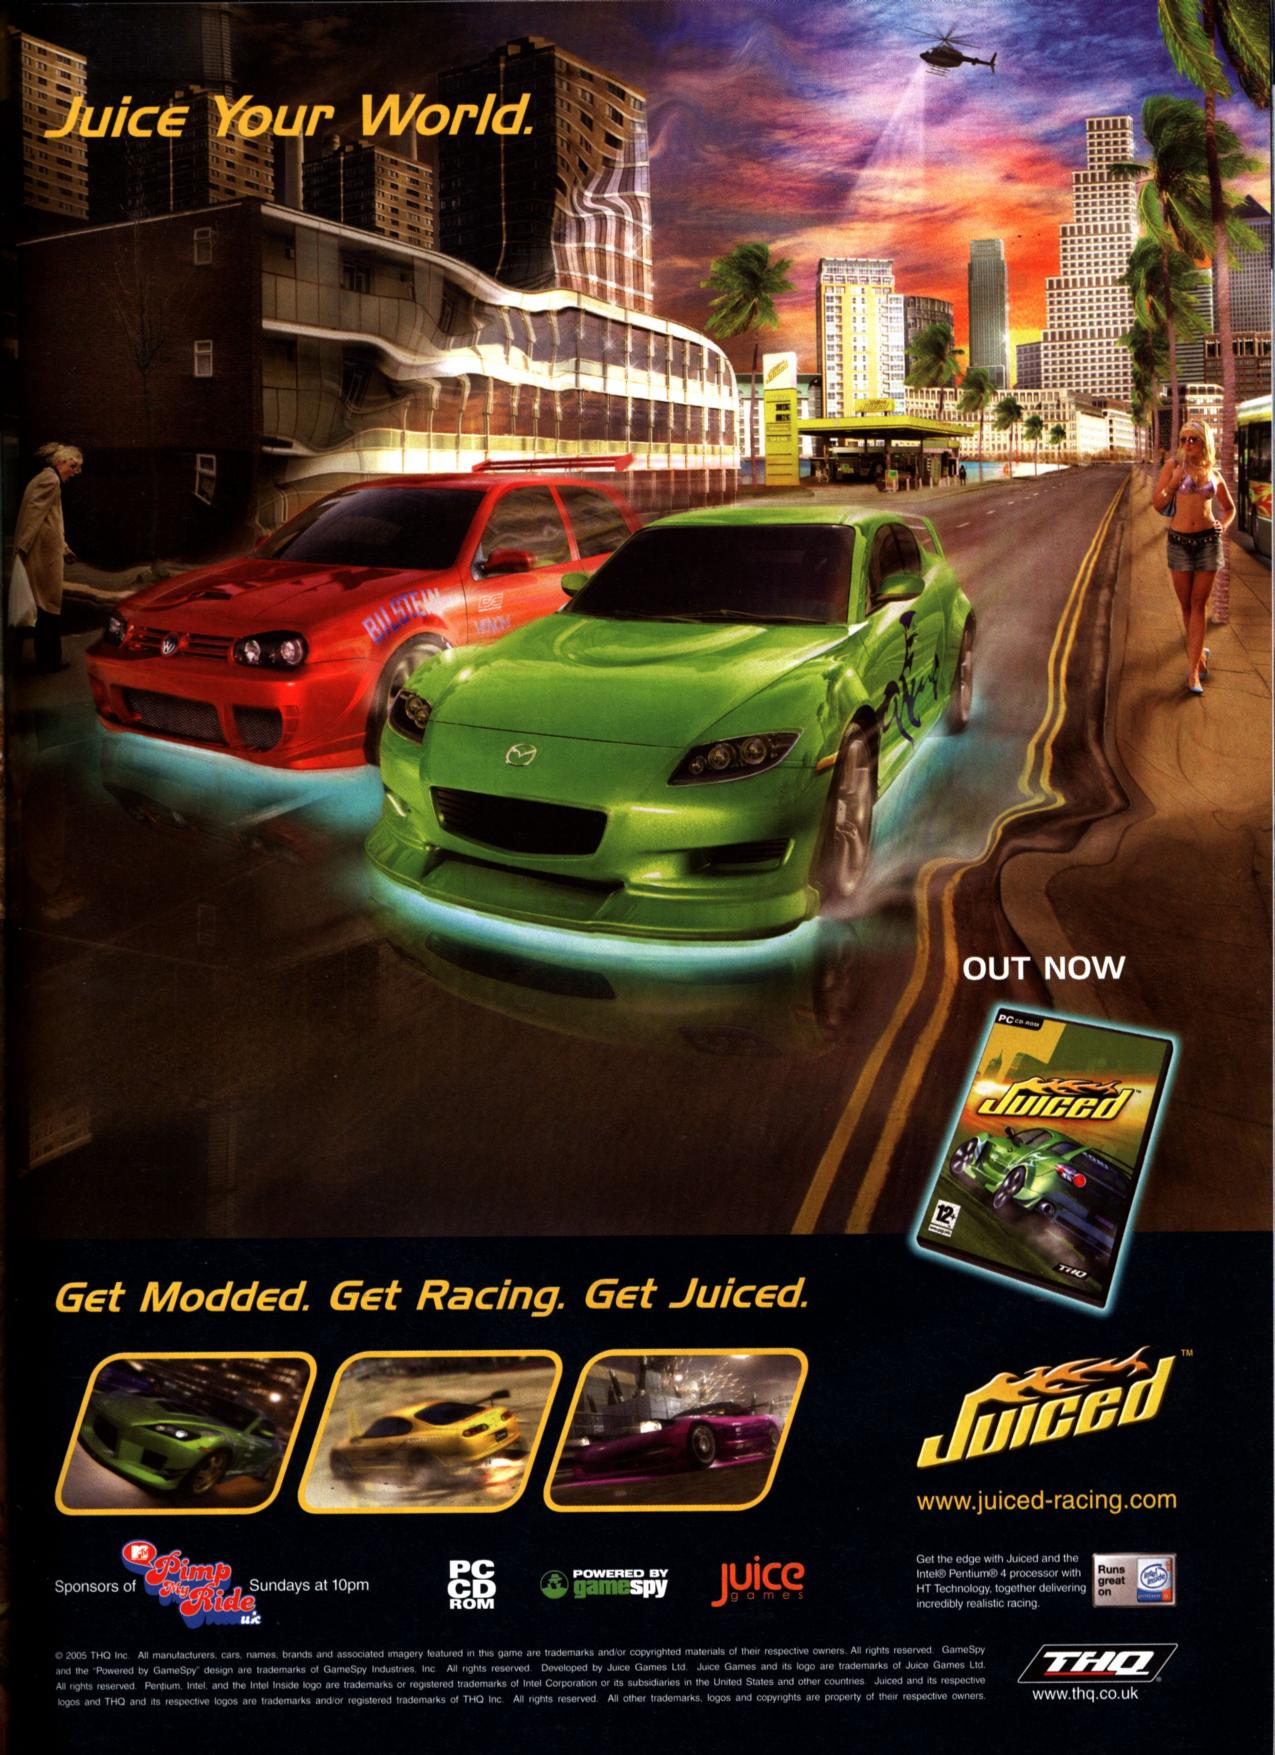 Juice Your World.
Juiced
Juiced
BILSTEIN
OUT NOW
PC CD-ROM
Juiced™
12+
THQ
Get Modded. Get Racing. Get Juiced.
Juiced™
www.juiced-racing.com
Sponsors of
MTV
Pimp
My
Ride
UK
Sundays at 10pm
PC
CD
ROM
POWERED BY
gamespy
juice
games
Get the edge with Juiced and the
Intel® Pentium® 4 processor with
HT Technology, together delivering
incredibly realistic racing.
Runs
great
on
intel inside
© 2005 THQ Inc. All manufacturers, cars, names, brands and associated imagery featured in this game are trademarks and/or copyrighted materials of their respective owners. All rights reserved. GameSpy
and the "Powered by GameSpy" design are trademarks of GameSpy Industries, Inc. All rights reserved. Developed by Juice Games Ltd. Juice Games and its logo are trademarks of Juice Games Ltd.
All rights reserved. Pentium, Intel, and the Intel Inside logo are trademarks or registered trademarks of Intel Corporation or its subsidiaries in the United States and other countries. Juiced and its respective
logos and THQ and its respective logos are trademarks and/or registered trademarks of THQ Inc. All rights reserved. All other trademarks, logos and copyrights are property of their respective owners.
THQ®
www.thq.co.uk